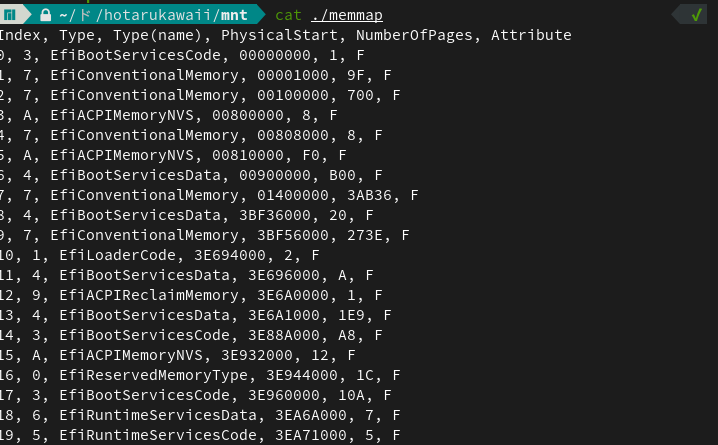 ~/ド/hotarukawaii/mnt cat ./memmap ✓
Index, Type, Type(name), PhysicalStart, NumberOfPages, Attribute
0, 3, EfiBootServicesCode, 00000000, 1, F
1, 7, EfiConventionalMemory, 00001000, 9F, F
2, 7, EfiConventionalMemory, 00100000, 700, F
3, A, EfiACPIMemoryNVS, 00800000, 8, F
4, 7, EfiConventionalMemory, 00808000, 8, F
5, A, EfiACPIMemoryNVS, 00810000, F0, F
6, 4, EfiBootServicesData, 00900000, B00, F
7, 7, EfiConventionalMemory, 01400000, 3AB36, F
8, 4, EfiBootServicesData, 3BF36000, 20, F
9, 7, EfiConventionalMemory, 3BF56000, 273E, F
10, 1, EfiLoaderCode, 3E694000, 2, F
11, 4, EfiBootServicesData, 3E696000, A, F
12, 9, EfiACPIReclaimMemory, 3E6A0000, 1, F
13, 4, EfiBootServicesData, 3E6A1000, 1E9, F
14, 3, EfiBootServicesCode, 3E88A000, A8, F
15, A, EfiACPIMemoryNVS, 3E932000, 12, F
16, 0, EfiReservedMemoryType, 3E944000, 1C, F
17, 3, EfiBootServicesCode, 3E960000, 10A, F
18, 6, EfiRuntimeServicesData, 3EA6A000, 7, F
19, 5, EfiRuntimeServicesCode, 3EA71000, 5, F